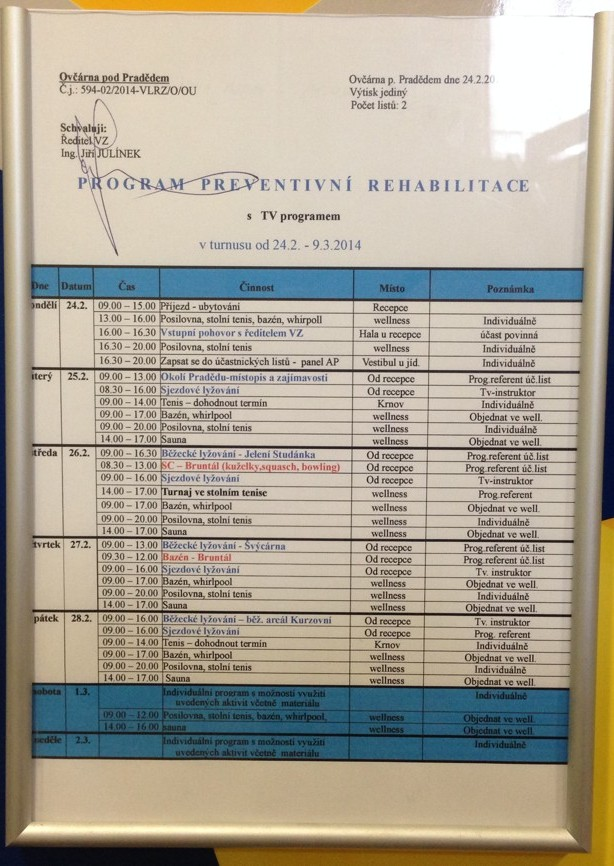 Ovčárna pod Pradědem
Č.j.: 594-02/2014-VLRZ/O/OU
Ovčárna p. Pradědem dne 24.2.20
Výtisk jediný
Počet listů: 2
Schvaluji:
Ředitel VZ
Ing. Jiří JULÍNEK
PROGRAM PREVENTIVNÍ REHABILITACE
s TV programem
v turnusu od 24.2. - 9.3.2014
Dne Datum Čas Činnost Místo Poznámka
ondělí 24.2. 09.00 – 15.00 Příjezd - ubytování Recepce
13.00 – 16.00 Posilovna, stolní tenis, bazén, whirpoll wellness Individuálně
16.00 – 16.30 Vstupní pohovor s ředitelem VZ Hala u recepce účast povinná
16.30 – 20.00 Posilovna, stolní tenis wellness Individuálně
16.30 – 20.00 Zapsat se do účastnických listů - panel AP Vestibul u jíd. Individuálně
úterý 25.2. 09.00 – 13.00 Okolí Pradědu-místopis a zajímavosti Od recepce Prog.referent úč.list
08.30 – 16.00 Sjezdové lyžování Od recepce Tv-instruktor
09.00 – 14.00 Tenis – dohodnout termín Krnov Individuálně
09.00 – 17.00 Bazén, whirlpool wellness Objednat ve well.
09.00 – 20.00 Posilovna, stolní tenis wellness Individuálně
14.00 – 17.00 Sauna wellness Objednat ve well.
středa 26.2. 09.00 – 16.30 Běžecké lyžování - Jelení Studánka Od recepce Prog.referent úč.list
08.30 – 13.00 SC – Bruntál (kuželky,squasch, bowling) Od recepce Prog.referent úč.list
09.00 – 16.00 Sjezdové lyžování Od recepce Tv-instruktor
14.00 – 17.00 Turnaj ve stolním tenise wellness Prog.referent
09.00 – 17.00 Bazén, whirlpool wellness Objednat ve well.
09.00 – 20.00 Posilovna, stolní tenis wellness Individuálně
14.00 – 17.00 Sauna wellness Objednat ve well.
tvrtek 27.2. 09.00 – 13.00 Běžecké lyžování - Švýcárna Od recepce Prog.referent úč.list
09.30 – 12.00 Bazén - Bruntál Od recepce Prog.referent úč.list
09.00 – 16.00 Sjezdové lyžování Od recepce Tv. instruktor
09.00 – 17.00 Bazén, whirlpool wellness Objednat ve well.
09.00 – 20.00 Posilovna, stolní tenis wellness Individuálně
14.00 – 17.00 Sauna wellness Objednat ve well.
pátek 28.2. 09.00 – 16.00 Běžecké lyžování – běž. areál Kurzovní Od recepce Tv. instruktor
09.00 – 16.00 Sjezdové lyžování Od recepce Prog. referent
09.00 – 14.00 Tenis – dohodnout termín Krnov Individuálně
09.00 – 17.00 Bazén, whirlpool wellness Objednat ve well.
09.00 – 20.00 Posilovna, stolní tenis wellness Individuálně
14.00 – 17.00 Sauna wellness Objednat ve well.
sobota 1.3. Individuální program s možností využití Individuálně
uvedených aktivit včetně materiálu
09.00 – 12.00 Posilovna, stolní tenis, bazén, whirlpool, wellness Objednat ve well.
14.00 – 16.00 sauna wellness Objednat ve well.
neděle 2.3. Individuální program s možností využití Individuálně
uvedených aktivit včetně materiálu